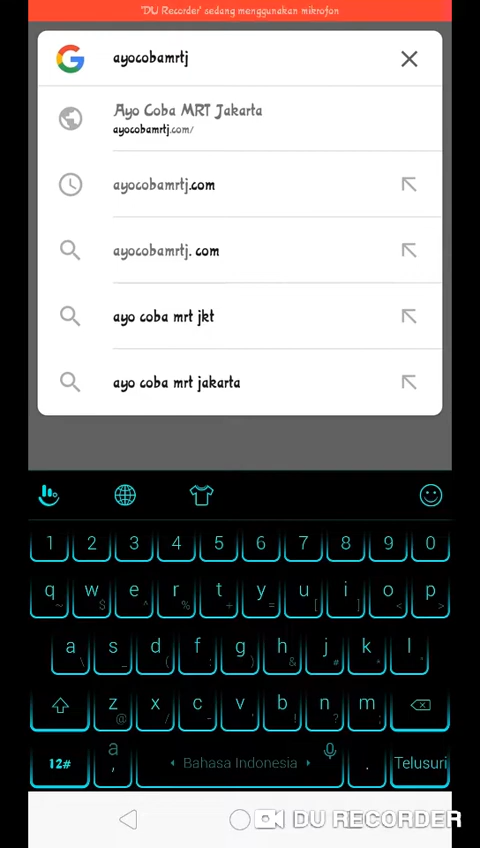 "DU Recorder" sedang menggunakan mikrofon
ayocobamrtj
Ayo Coba MRT Jakarta
ayocobamrtj.com/
ayocobamrtj.com
ayocobamrtj. com
ayo coba mrt jkt
ayo coba mrt jakarta
1 2 3 4 5 6 7 8 9 0
q w e r t y u i o p
~ $ ^ % + = [ ] < >
a s d f g h j k l
\ _ ( : ) & # *
z x c v b n m
@ / - ' ! ? ;
12# a , Bahasa Indonesia . Telusuri
DU RECORDER